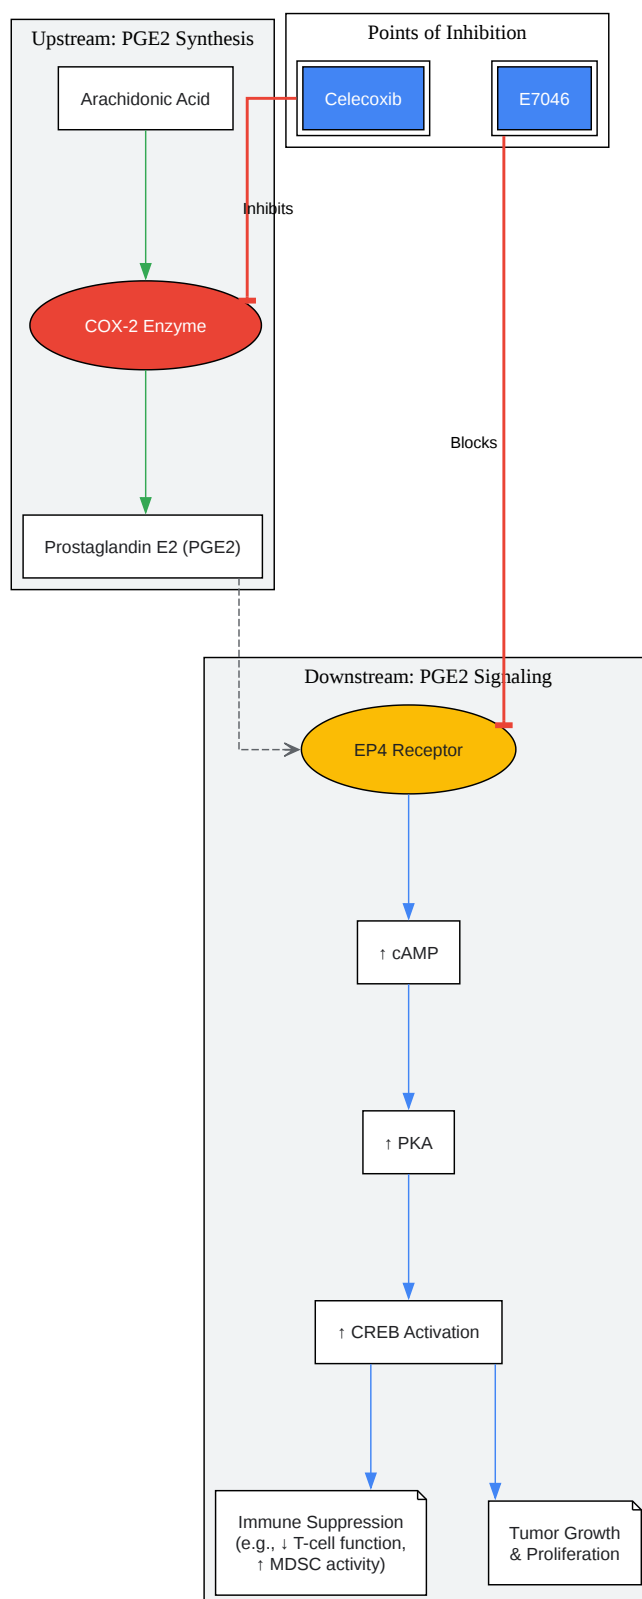 Upstream: PGE2 Synthesis
Points of Inhibition
Arachidonic Acid
Celecoxib
E7046
Inhibits
COX-2 Enzyme
Blocks
Prostaglandin E2 (PGE2)
Downstream: PGE2 Signaling
EP4 Receptor
↑ cAMP
↑ PKA
↑ CREB Activation
Immune Suppression
(e.g., ↓ T-cell function,
↑ MDSC activity)
Tumor Growth
& Proliferation